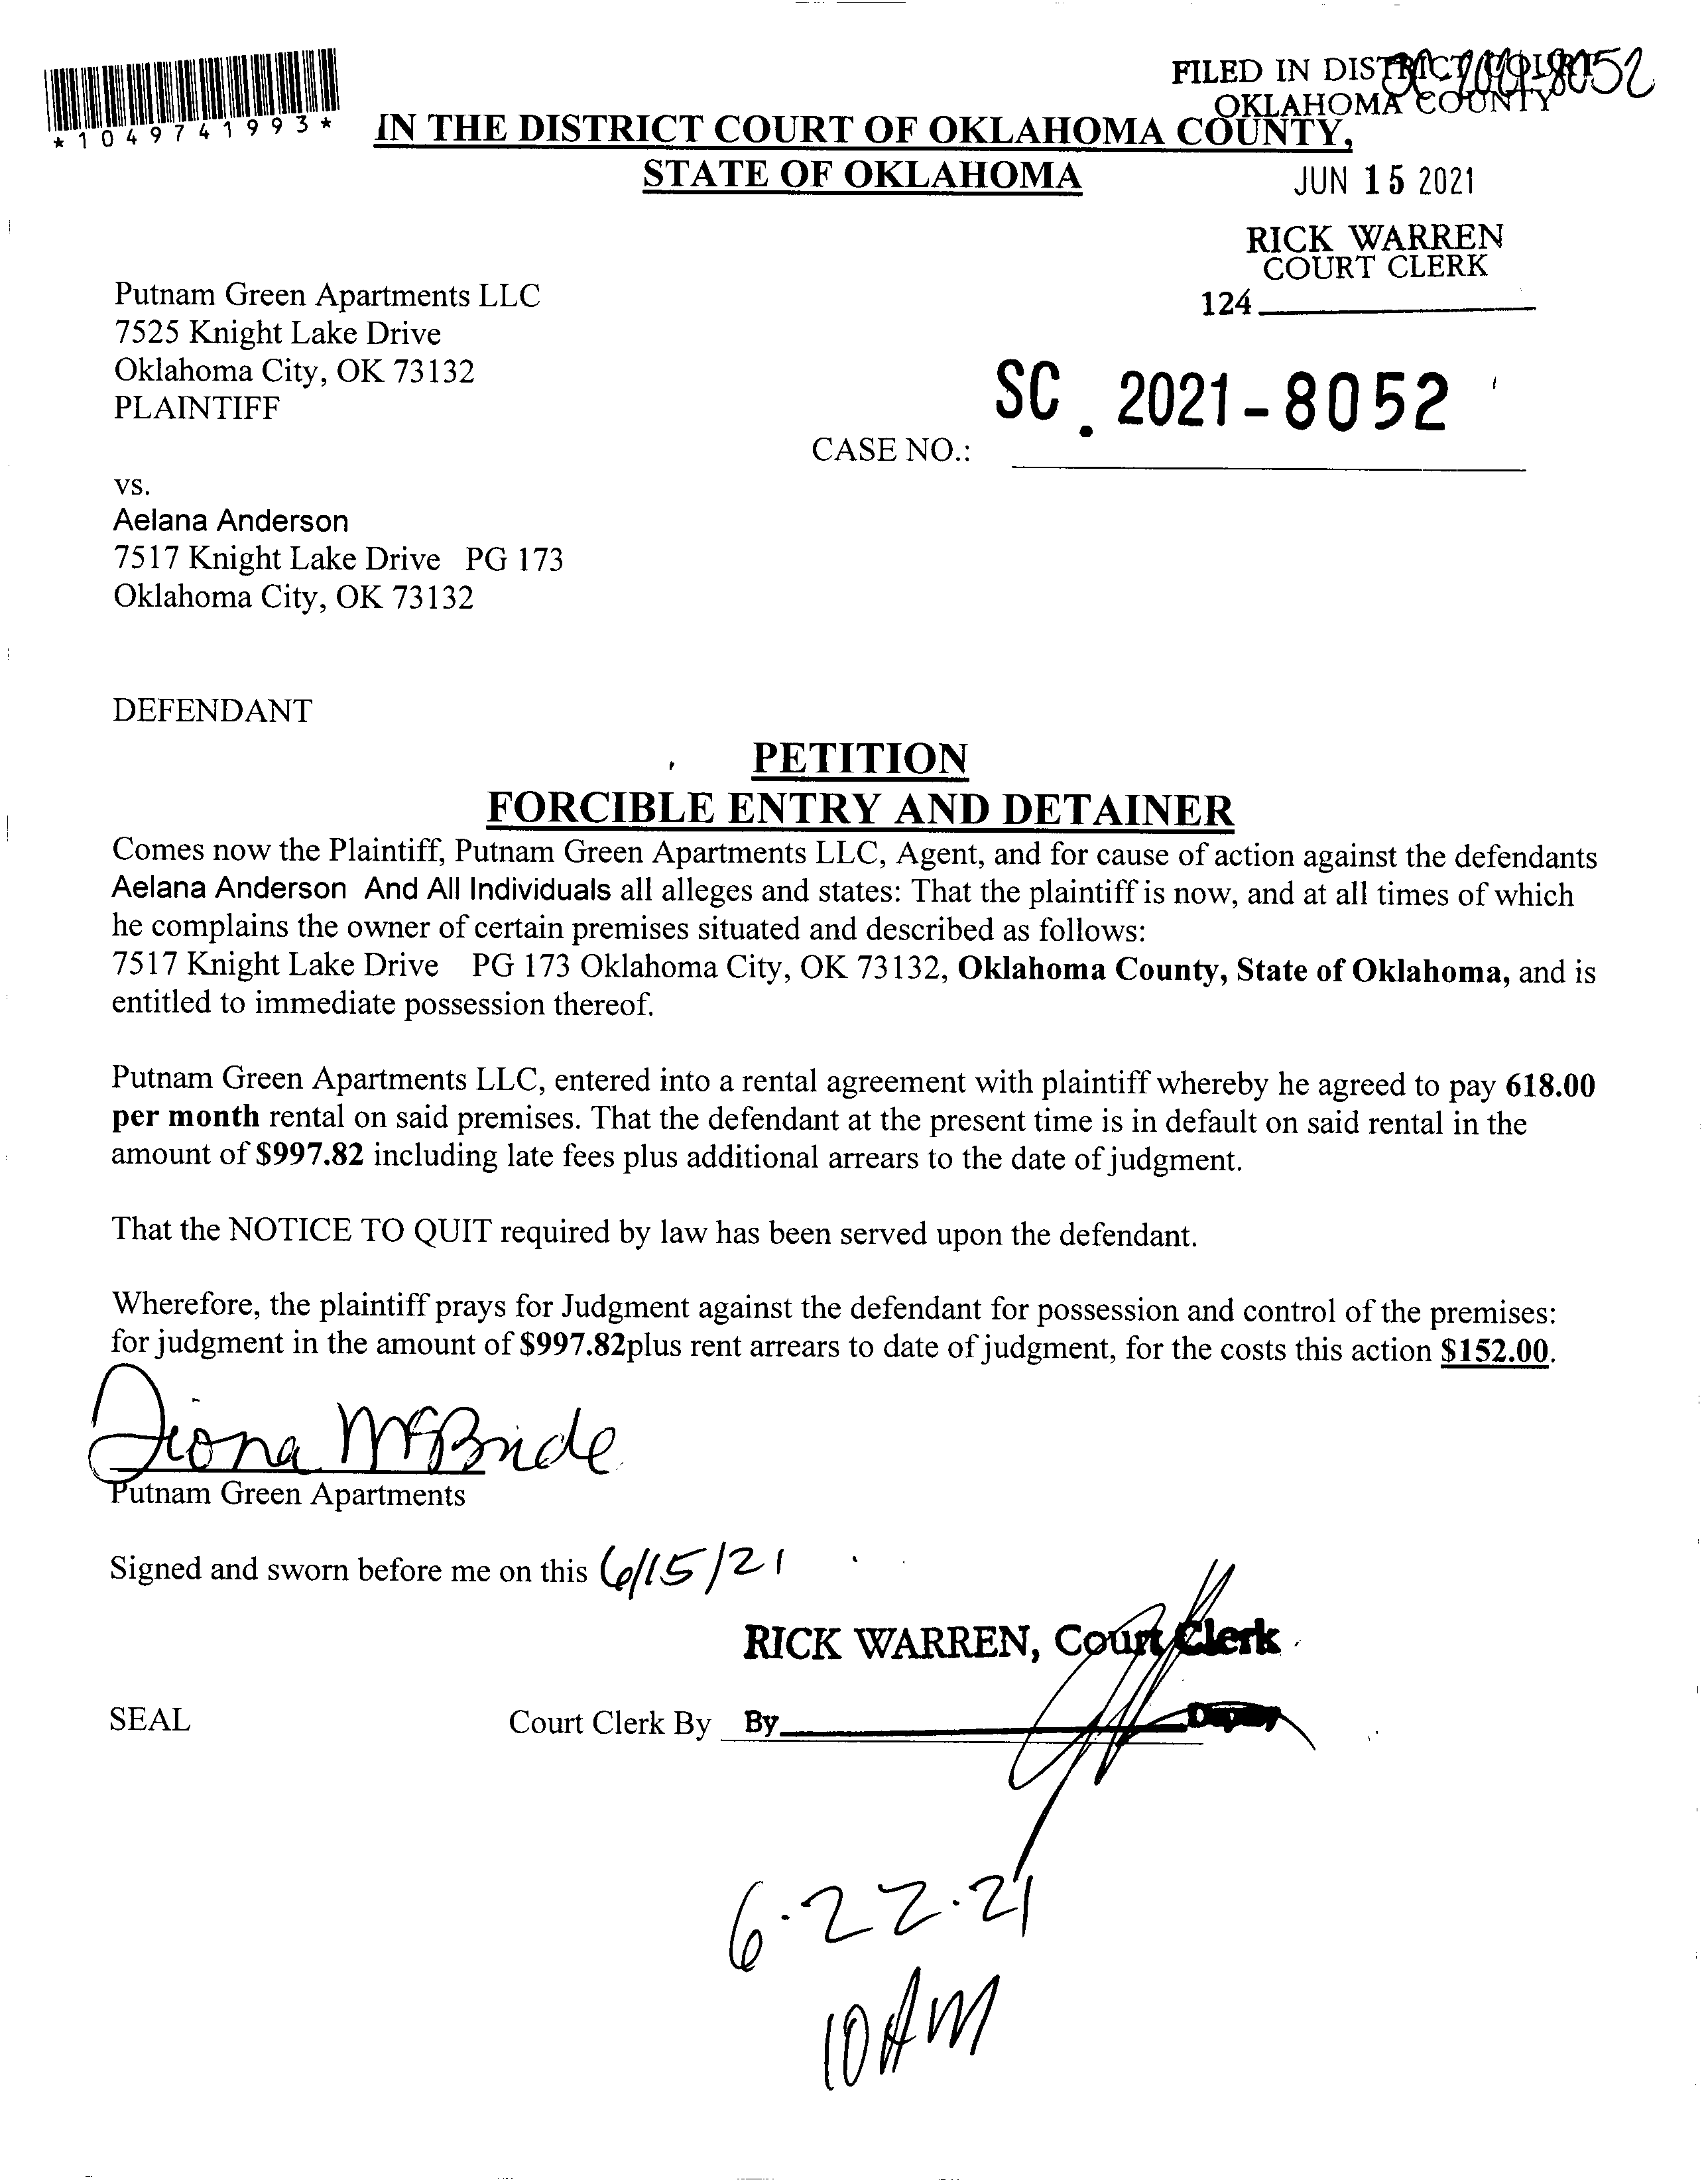 *1049741993*
FILED IN DISTRICT COURT
OKLAHOMA COUNTY
IN THE DISTRICT COURT OF OKLAHOMA COUNTY,
STATE OF OKLAHOMA
JUN 15 2021
RICK WARREN
COURT CLERK
124
Putnam Green Apartments LLC
7525 Knight Lake Drive
Oklahoma City, OK 73132
PLAINTIFF
SC. 2021-8052
CASE NO.:
vs.
Aelana Anderson
7517 Knight Lake Drive PG 173
Oklahoma City, OK 73132
DEFENDANT
PETITION
FORCIBLE ENTRY AND DETAINER
Comes now the Plaintiff, Putnam Green Apartments LLC, Agent, and for cause of action against the defendants
Aelana Anderson And All Individuals all alleges and states: That the plaintiff is now, and at all times of which
he complains the owner of certain premises situated and described as follows:
7517 Knight Lake Drive PG 173 Oklahoma City, OK 73132, Oklahoma County, State of Oklahoma, and is
entitled to immediate possession thereof.
Putnam Green Apartments LLC, entered into a rental agreement with plaintiff whereby he agreed to pay 618.00
per month rental on said premises. That the defendant at the present time is in default on said rental in the
amount of $997.82 including late fees plus additional arrears to the date of judgment.
That the NOTICE TO QUIT required by law has been served upon the defendant.
Wherefore, the plaintiff prays for Judgment against the defendant for possession and control of the premises:
for judgment in the amount of $997.82plus rent arrears to date of judgment, for the costs this action $152.00.
McBride
Putnam Green Apartments
Signed and sworn before me on this 6/15/21
RICK WARREN, Court Clerk
SEAL
Court Clerk By By Deputy
6.22.21
10 AM